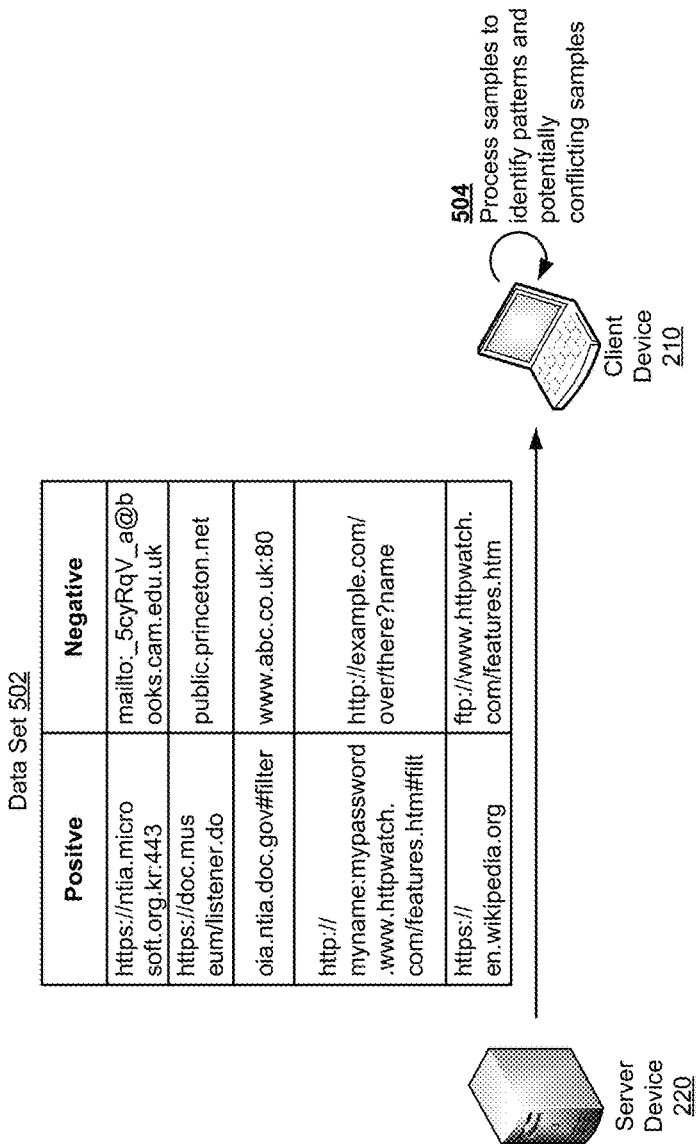 Data Set 502
Positve
Negative
https://ntia.micro
soft.org.kr:443
mailto:_5cyRqV_a@b
ooks.cam.edu.uk
https://doc.mus
eum/listener.do
public.princeton.net
oia.ntia.doc.gov#filter
www.abc.co.uk:80
http://
myname:mypassword
.www.httpwatch.
com/features.htm#filt
http://example.com/
over/there?name
https://
en.wikipedia.org
ftp://www.httpwatch.
com/features.htm
Server
Device
220
Client
Device
210
504
Process samples to
identify patterns and
potentially
conflicting samples